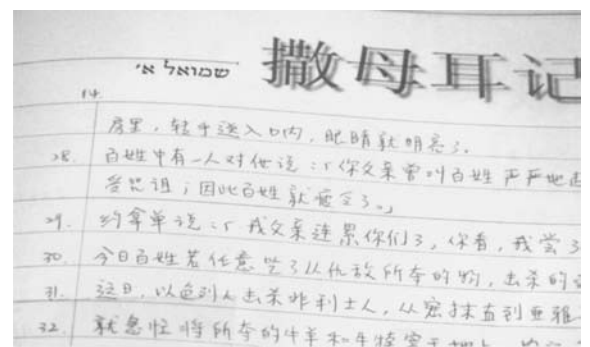 שמואל א' 撒母耳记
14.
房里,转手送入口内,眼睛就明亮了。
28. 百姓中有一人对他说:「你父亲曾叫百姓严严地起
受咒诅;因此百姓就疲乏了。」
29. 约拿单说:「我父亲连累你们了,你看,我尝了
30. 今日百姓若任意吃了从仇敌所夺的物,击杀的
31. 这日,以色列人击杀非利士人,从密抹直到亚雅
32. 就急忙将所夺的牛羊和牛犊宰于地上,